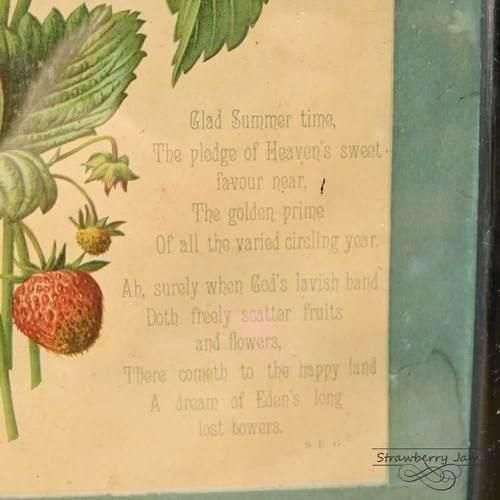 Glad Summer time,
The pledge of Heaven's sweet
favour near,
The golden prime
Of all the varied circling year.
Ah, surely when God's lavish hand
Doth freely scatter fruits
and flowers,
There cometh to the happy land
A dream of Eden's long
lost bowers.
S. E. G.
Strawberry Jam